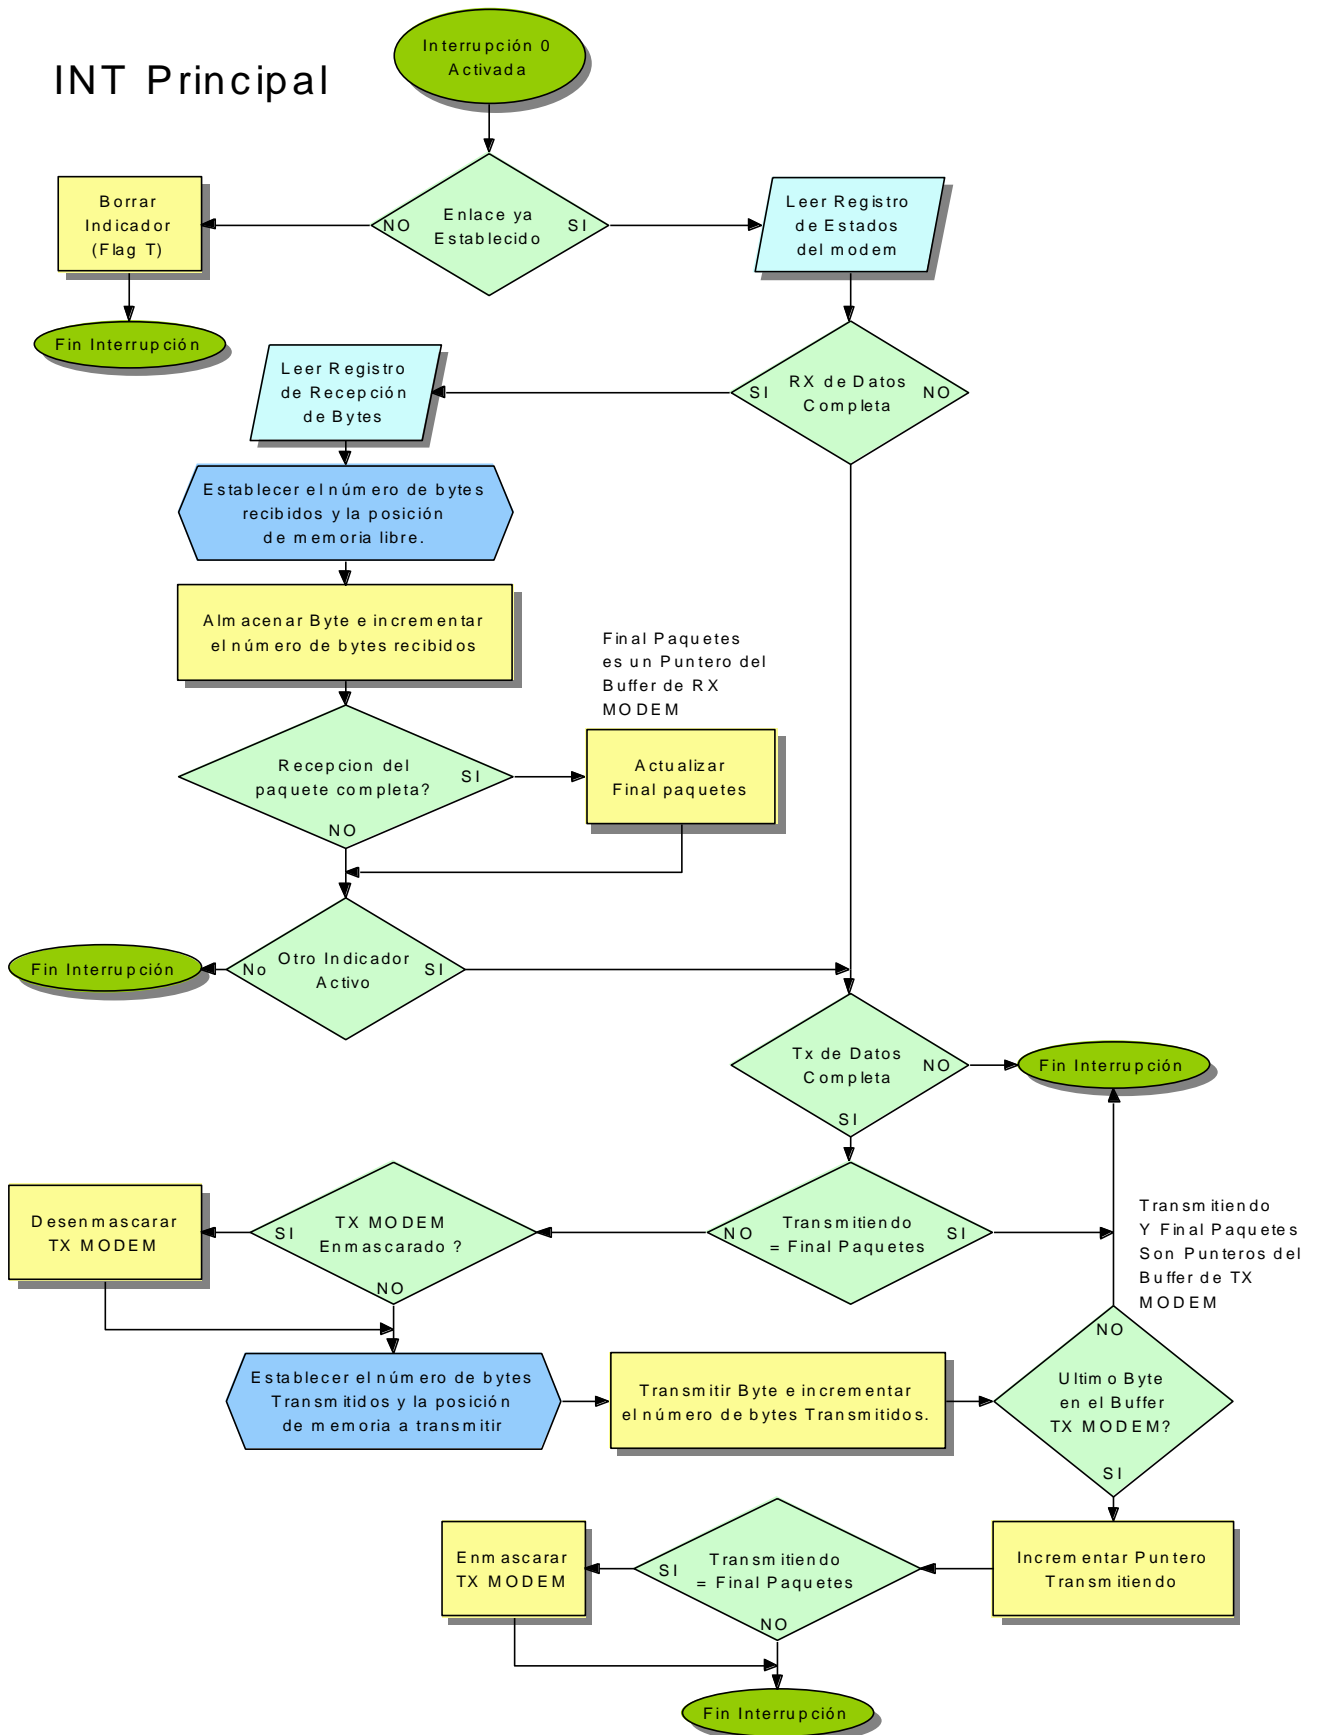 INT Principal
Interrupción 0
Activada
Borrar
Indicador
(Flag T)
NO
Enlace ya
Establecido
SI
Leer Registro
de Estados
del modem
Fin Interrupción
Leer Registro
de Recepción
de Bytes
SI
RX de Datos
Completa
NO
Establecer el número de bytes
recibidos y la posición
de memoria libre.
Almacenar Byte e incrementar
el número de bytes recibidos
Final Paquetes
es un Puntero del
Buffer de RX
MODEM
Recepcion del
paquete completa?
SI
NO
Actualizar
Final paquetes
Fin Interrupción
No
Otro Indicador
Activo
SI
Tx de Datos
Completa
NO
SI
Fin Interrupción
Desenmascarar
TX MODEM
SI
TX MODEM
Enmascarado ?
NO
NO
Transmitiendo
= Final Paquetes
SI
Transmitiendo
Y Final Paquetes
Son Punteros del
Buffer de TX
MODEM
Establecer el número de bytes
Transmitidos y la posición
de memoria a transmitir
Transmitir Byte e incrementar
el número de bytes Transmitidos.
NO
Ultimo Byte
en el Buffer
TX MODEM?
SI
Enmascarar
TX MODEM
SI
Transmitiendo
= Final Paquetes
NO
Incrementar Puntero
Transmitiendo
Fin Interrupción